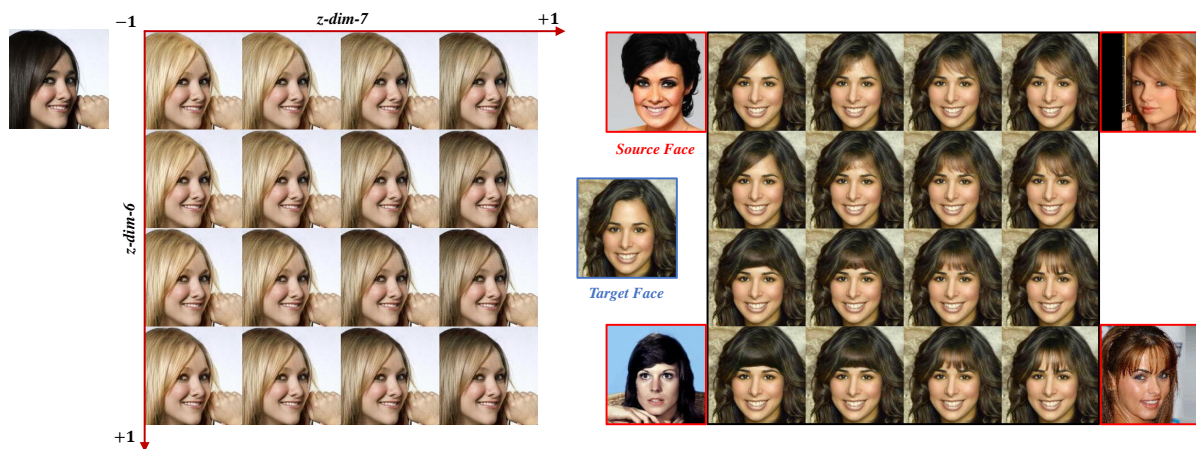 −1
z-dim-7
+1
z-dim-6
+1
Source Face
Target Face